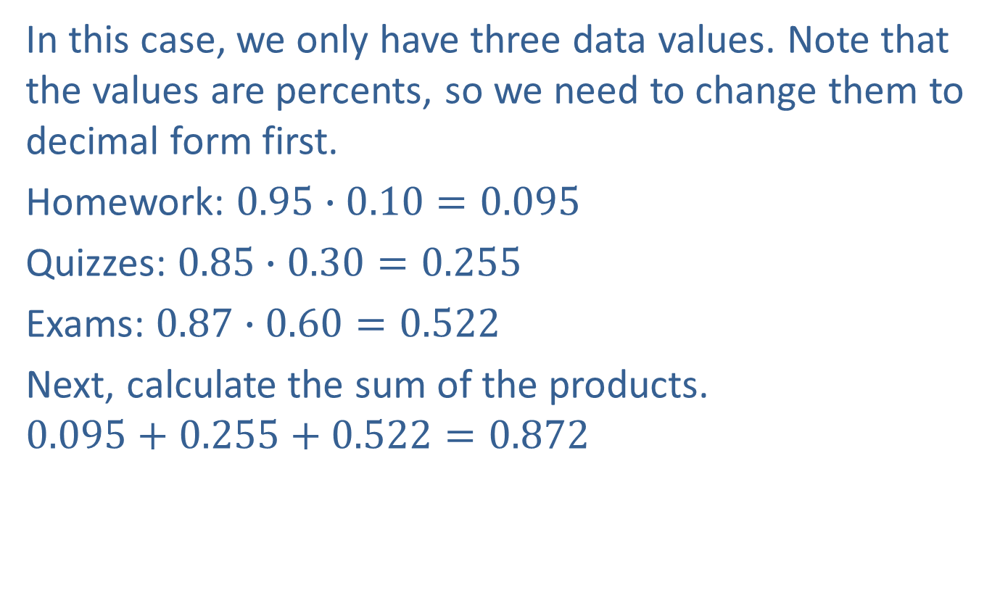 In this case, we only have three data values. Note that
the values are percents, so we need to change them to
decimal form first.
Homework: 0.95 · 0.10 = 0.095
Quizzes: 0.85 · 0.30 = 0.255
Exams: 0.87 · 0.60 = 0.522
Next, calculate the sum of the products.
0.095 + 0.255 + 0.522 = 0.872